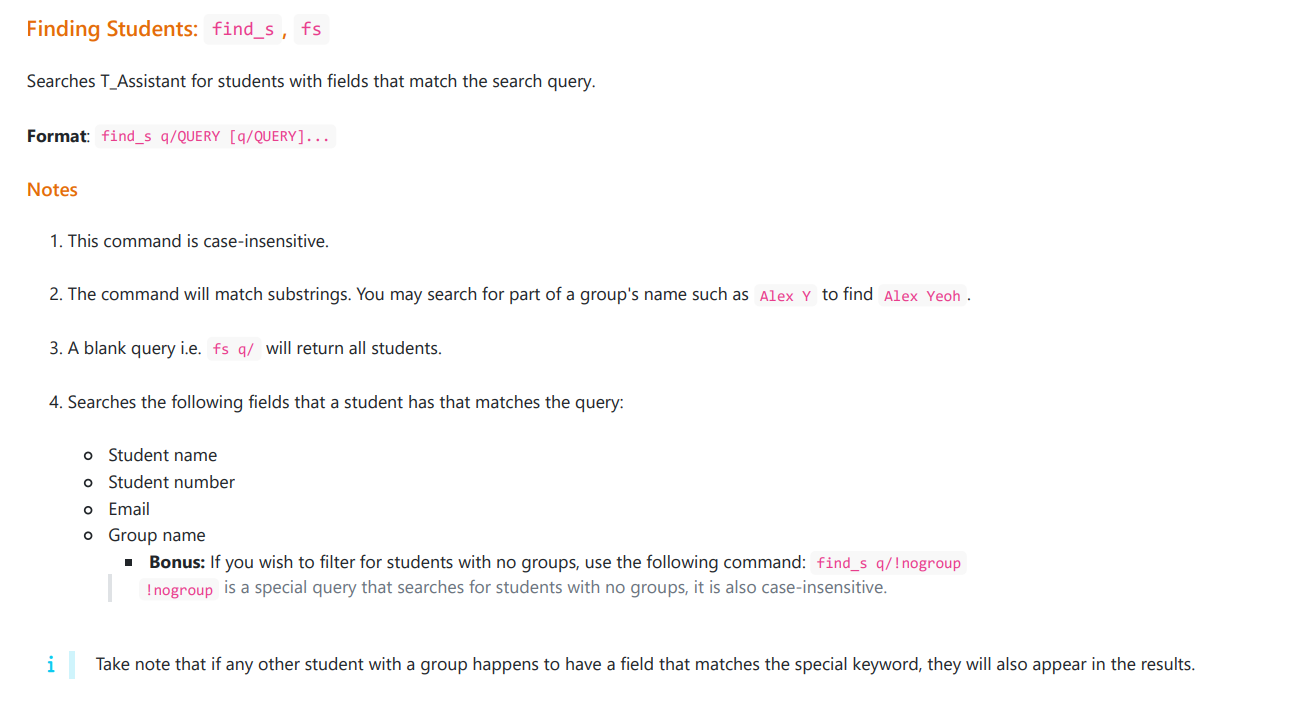 Finding Students: find_s , fs
Searches T_Assistant for students with fields that match the search query.
Format: find_s q/QUERY [q/QUERY]...
Notes
1. This command is case-insensitive.
2. The command will match substrings. You may search for part of a group's name such as Alex Y to find Alex Yeoh .
3. A blank query i.e. fs q/ will return all students.
4. Searches the following fields that a student has that matches the query:
Student name
Student number
Email
Group name
Bonus: If you wish to filter for students with no groups, use the following command: find_s q/!nogroup
!nogroup is a special query that searches for students with no groups, it is also case-insensitive.
i Take note that if any other student with a group happens to have a field that matches the special keyword, they will also appear in the results.